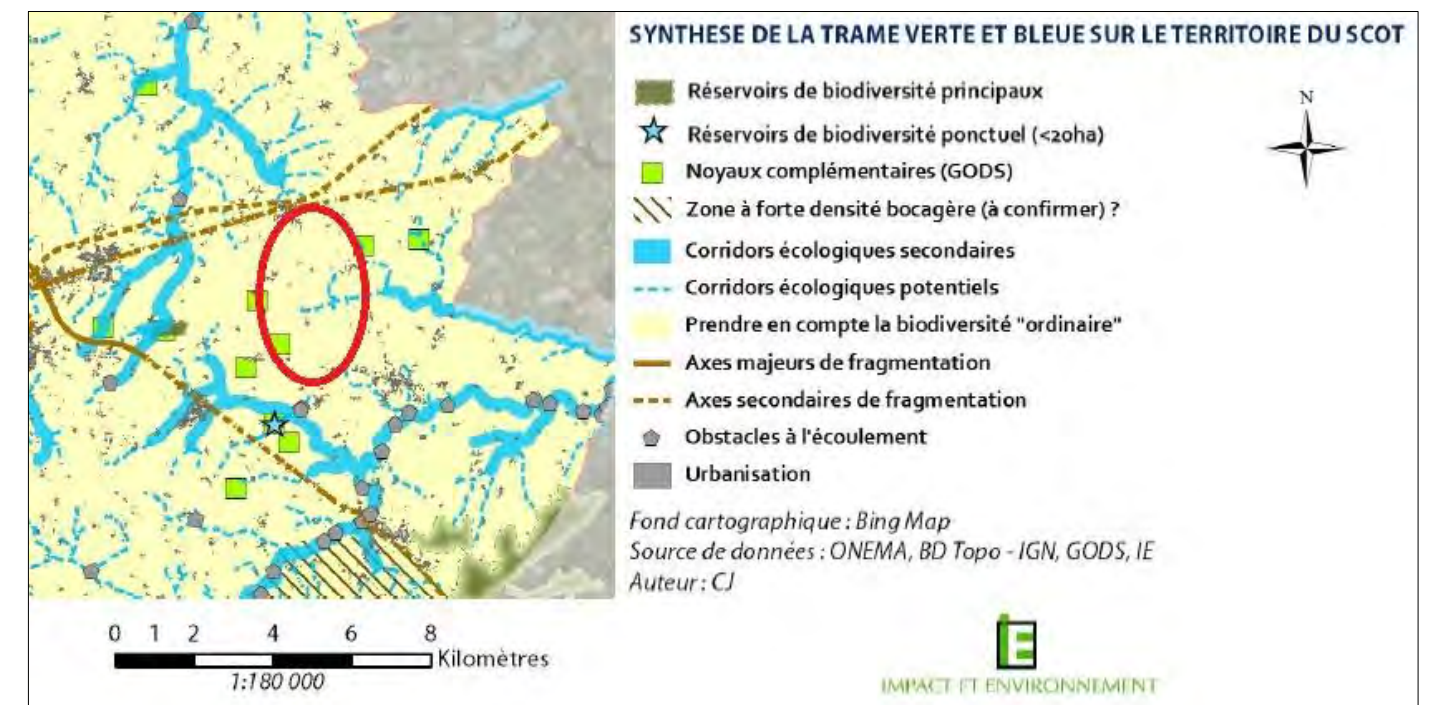 SYNTHESE DE LA TRAME VERTE ET BLEUE SUR LE TERRITOIRE DU SCOT
Réservoirs de biodiversité principaux
N
Réservoirs de biodiversité ponctuel (<20ha)
Noyaux complémentaires (GODS)
Zone à forte densité bocagère (à confirmer) ?
Corridors écologiques secondaires
Corridors écologiques potentiels
Prendre en compte la biodiversité "ordinaire"
Axes majeurs de fragmentation
Axes secondaires de fragmentation
Obstacles à l'écoulement
Urbanisation
Fond cartographique : Bing Map
Source de données : ONEMA, BD Topo - IGN, GODS, IE
Auteur : CJ
0 1 2 4 6 8
Kilomètres
1:180 000
IE
IMPACT ET ENVIRONNEMENT